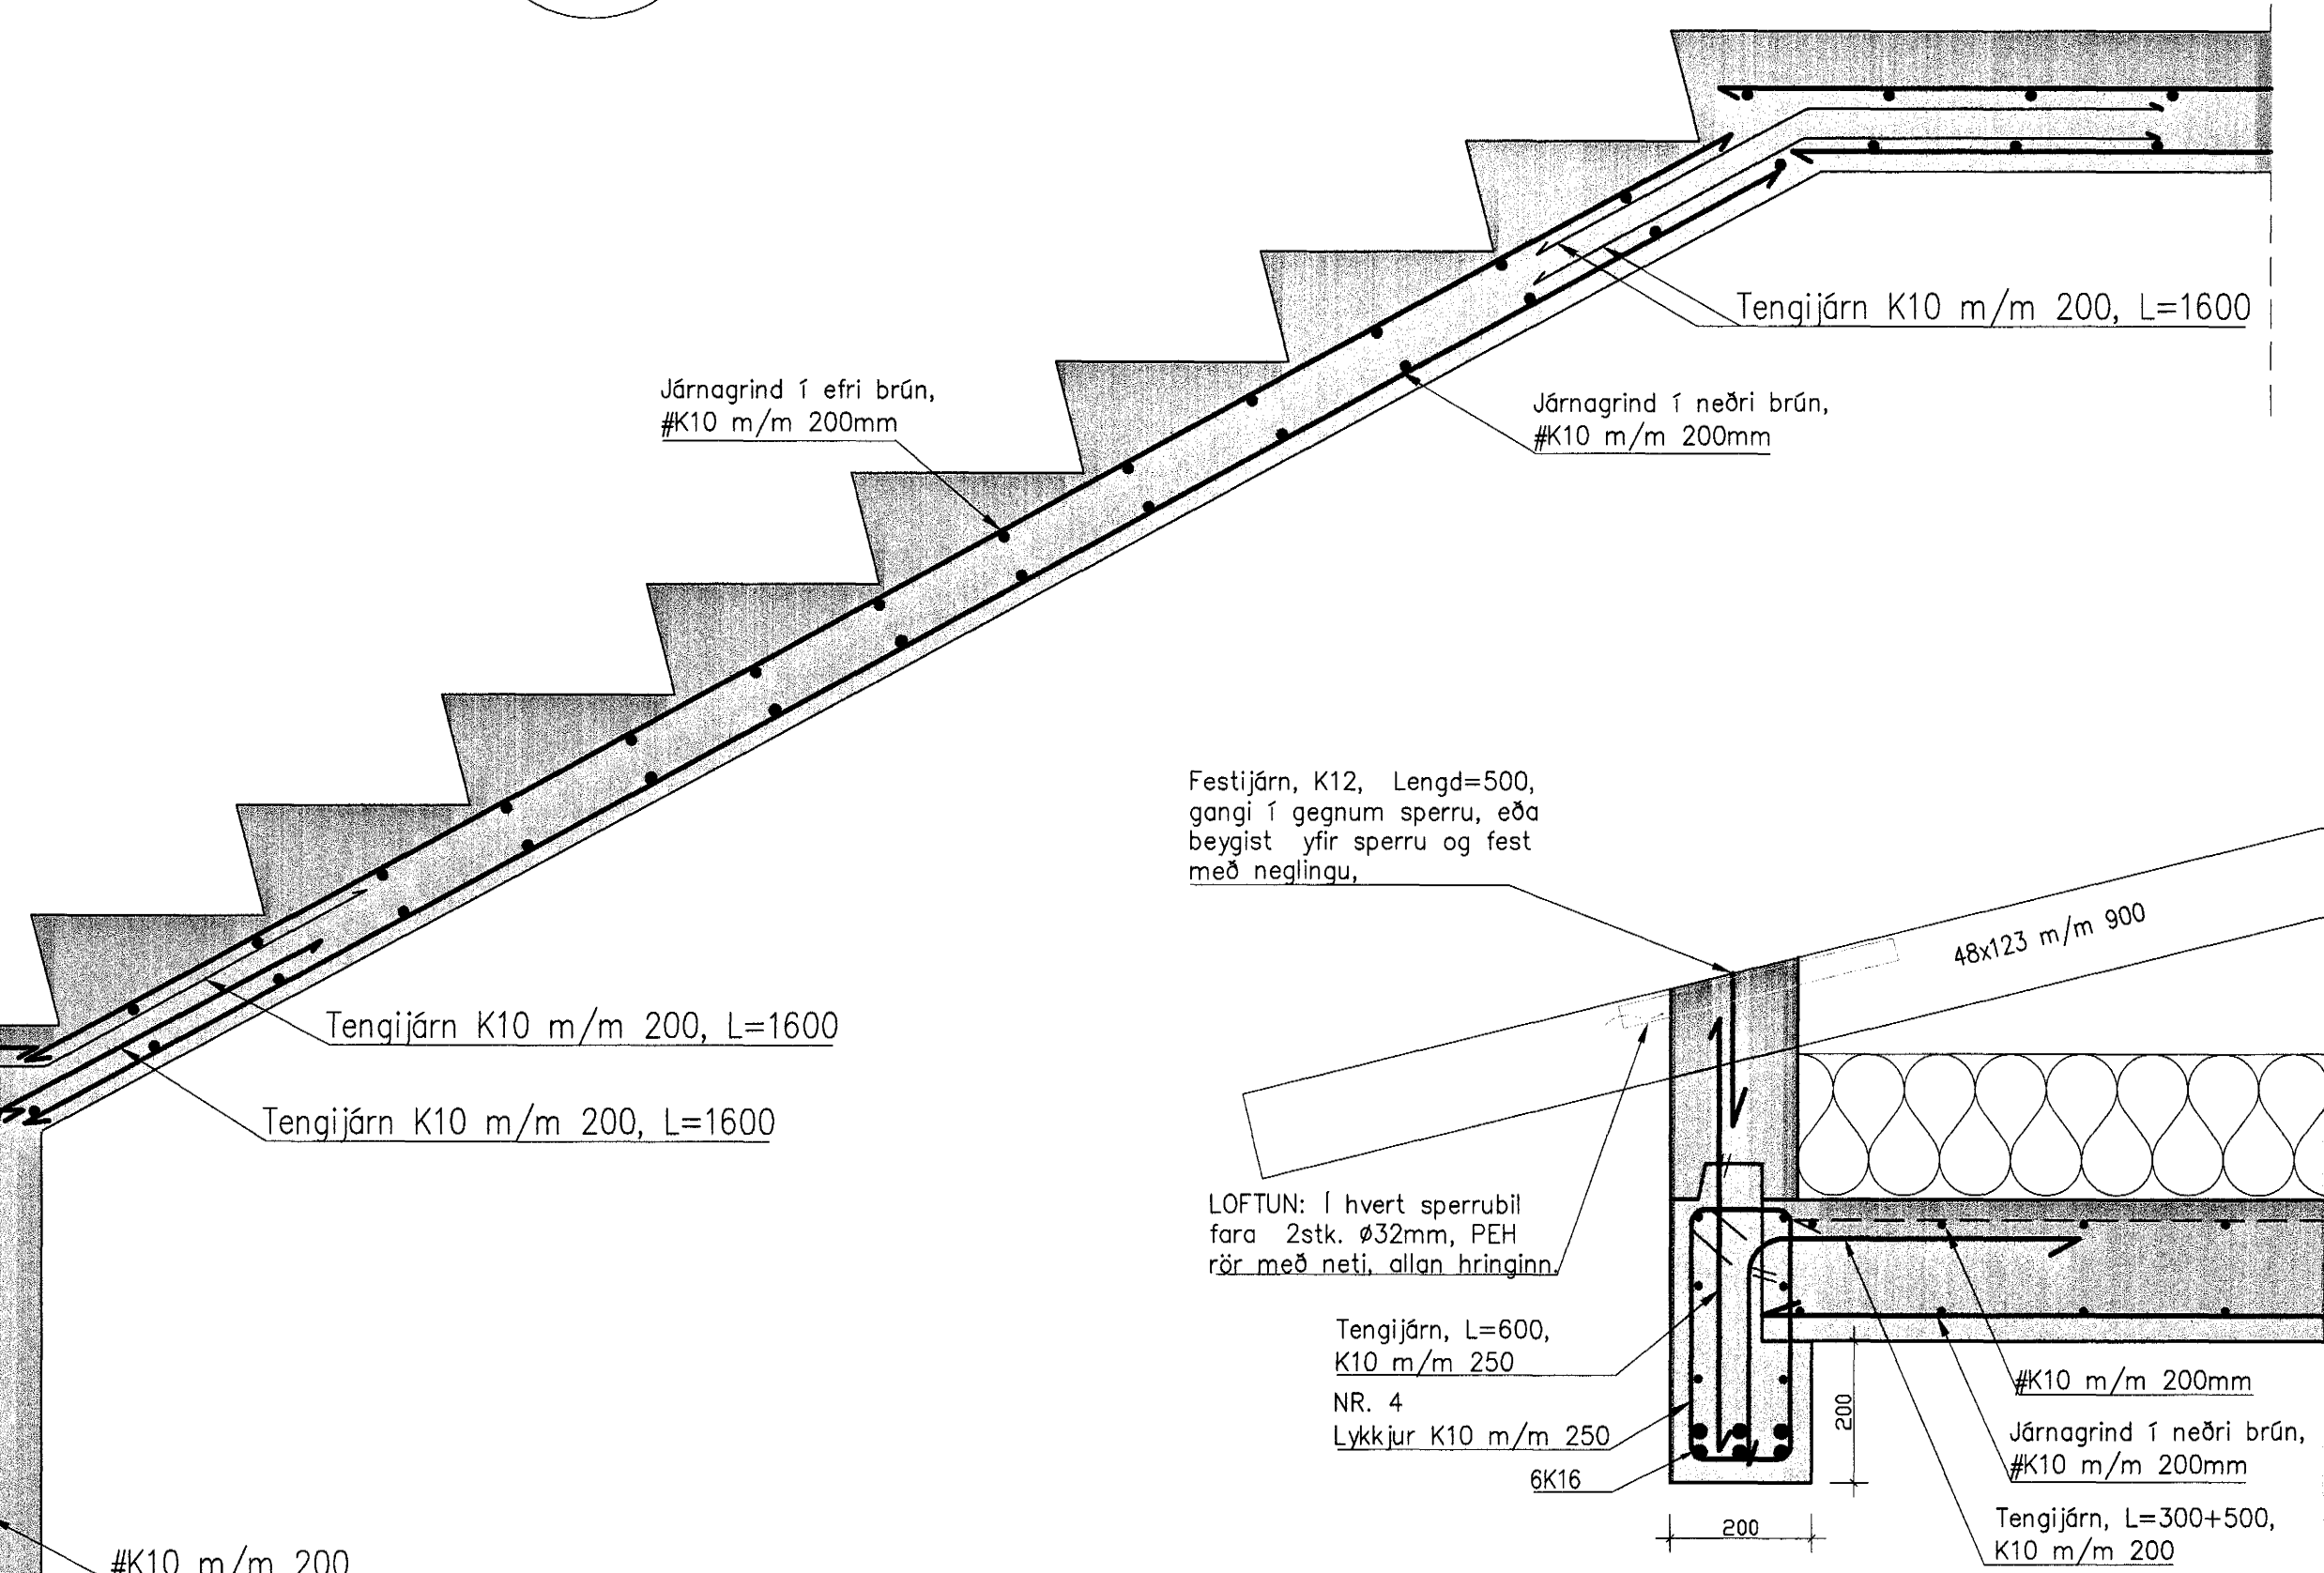 Tengijárn K10 m/m 200, L=1600
Járnagrind í efri brún,
#K10 m/m 200mm
Járnagrind í neðri brún,
#K10 m/m 200mm
Festijárn, K12, Lengd=500,
gangi í gegnum sperru, eða
beygist yfir sperru og fest
með neglingu,
48x123 m/m 900
Tengijárn K10 m/m 200, L=1600
Tengijárn K10 m/m 200, L=1600
LOFTUN: Í hvert sperrubil
fara 2stk. ø32mm, PEH
rör með neti, allan hringinn.
Tengijárn, L=600,
K10 m/m 250
NR. 4
Lykkjur K10 m/m 250
6K16
200
200
#K10 m/m 200mm
Járnagrind í neðri brún,
#K10 m/m 200mm
Tengijárn, L=300+500,
K10 m/m 200
#K10 m/m 200